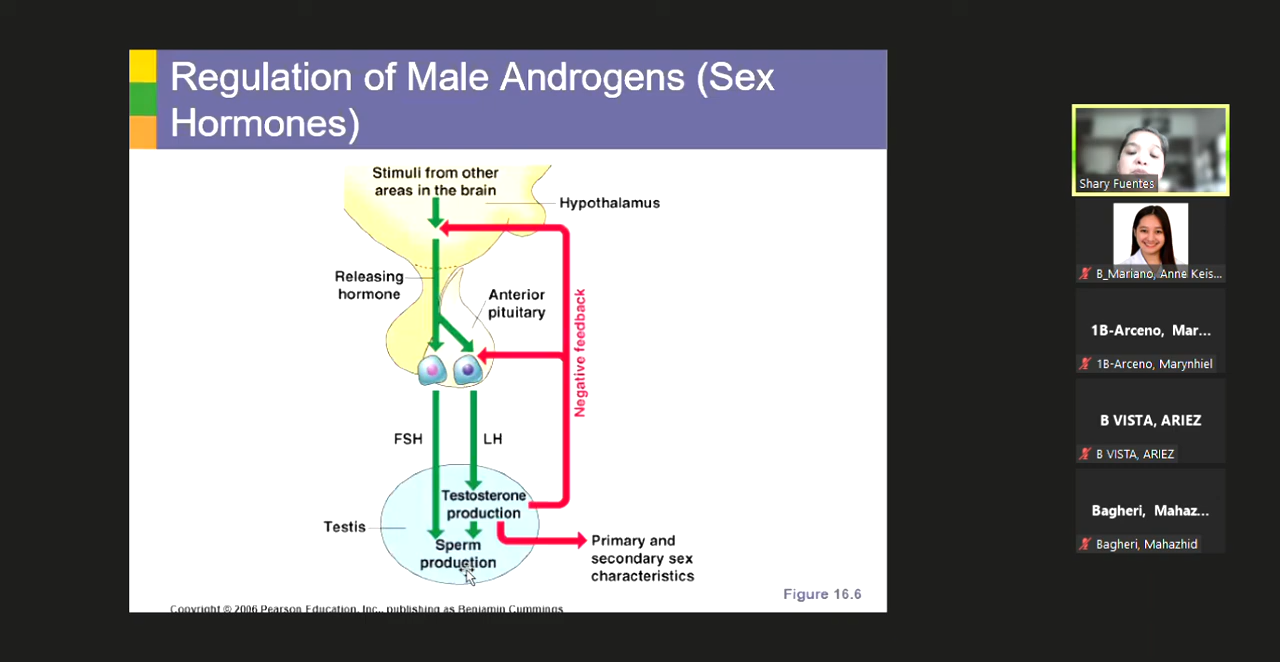 Regulation of Male Androgens (Sex
Hormones)
Stimuli from other
areas in the brain
Hypothalamus
Releasing
hormone
Anterior
pituitary
Negative feedback
FSH
LH
Testosterone
production
Testis
Sperm
production
Primary and
secondary sex
characteristics
Figure 16.6
Copyright © 2006 Pearson Education, Inc., publishing as Benjamin Cummings
Shary Fuentes
B_Mariano, Anne Keis...
1B-Arceno, Mar...
1B-Arceno, Marynhiel
B VISTA, ARIEZ
B VISTA, ARIEZ
Bagheri, Mahaz...
Bagheri, Mahazhid